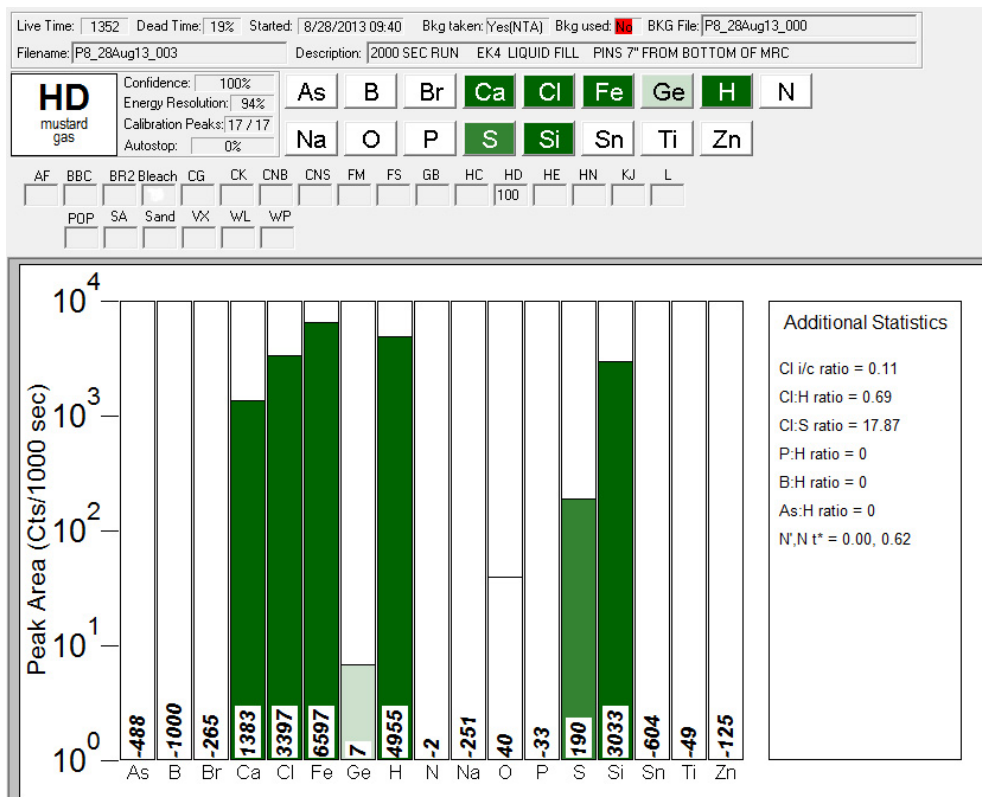 Live Time: 1352 Dead Time: 19% Started: 8/28/2013 09:40 Bkg taken: Yes(NTA) Bkg used: No BKG File: P8_28Aug13_000
Filename: P8_28Aug13_003 Description: 2000 SEC RUN EK4 LIQUID FILL PINS 7" FROM BOTTOM OF MRC
HD
mustard
gas
Confidence: 100%
Energy Resolution: 94%
Calibration Peaks: 17 / 17
Autostop: 0%
As B Br Ca Cl Fe Ge H N
Na O P S Si Sn Ti Zn
AF BBC BR2 Bleach CG CK CNB CNS FM FS GB HC HD HE HN KJ L
100
POP SA Sand VX WL WP
Peak Area (Cts/1000 sec)
10^4
10^3
10^2
10^1
10^0
-488 -1000 -265 1383 3397 6597 7 4955 -2 -251 40 -33 190 3033 -604 -49 -125
As B Br Ca Cl Fe Ge H N Na O P S Si Sn Ti Zn
Additional Statistics
Cl i/c ratio = 0.11
Cl:H ratio = 0.69
Cl:S ratio = 17.87
P:H ratio = 0
B:H ratio = 0
As:H ratio = 0
N',N t* = 0.00, 0.62